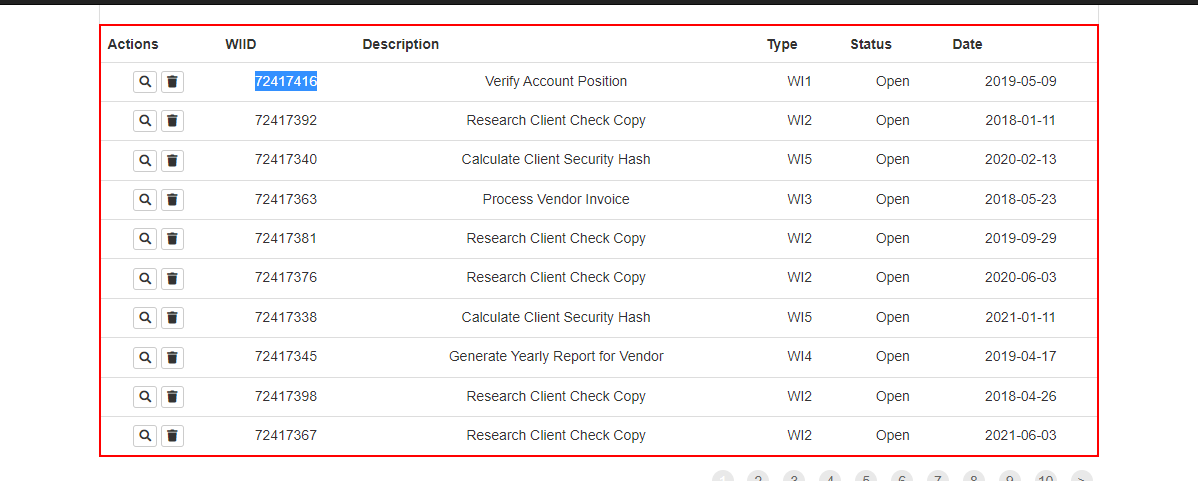 Actions WIID Description Type Status Date
72417416 Verify Account Position WI1 Open 2019-05-09
72417392 Research Client Check Copy WI2 Open 2018-01-11
72417340 Calculate Client Security Hash WI5 Open 2020-02-13
72417363 Process Vendor Invoice WI3 Open 2018-05-23
72417381 Research Client Check Copy WI2 Open 2019-09-29
72417376 Research Client Check Copy WI2 Open 2020-06-03
72417338 Calculate Client Security Hash WI5 Open 2021-01-11
72417345 Generate Yearly Report for Vendor WI4 Open 2019-04-17
72417398 Research Client Check Copy WI2 Open 2018-04-26
72417367 Research Client Check Copy WI2 Open 2021-06-03
1 2 3 4 5 6 7 8 9 10 >